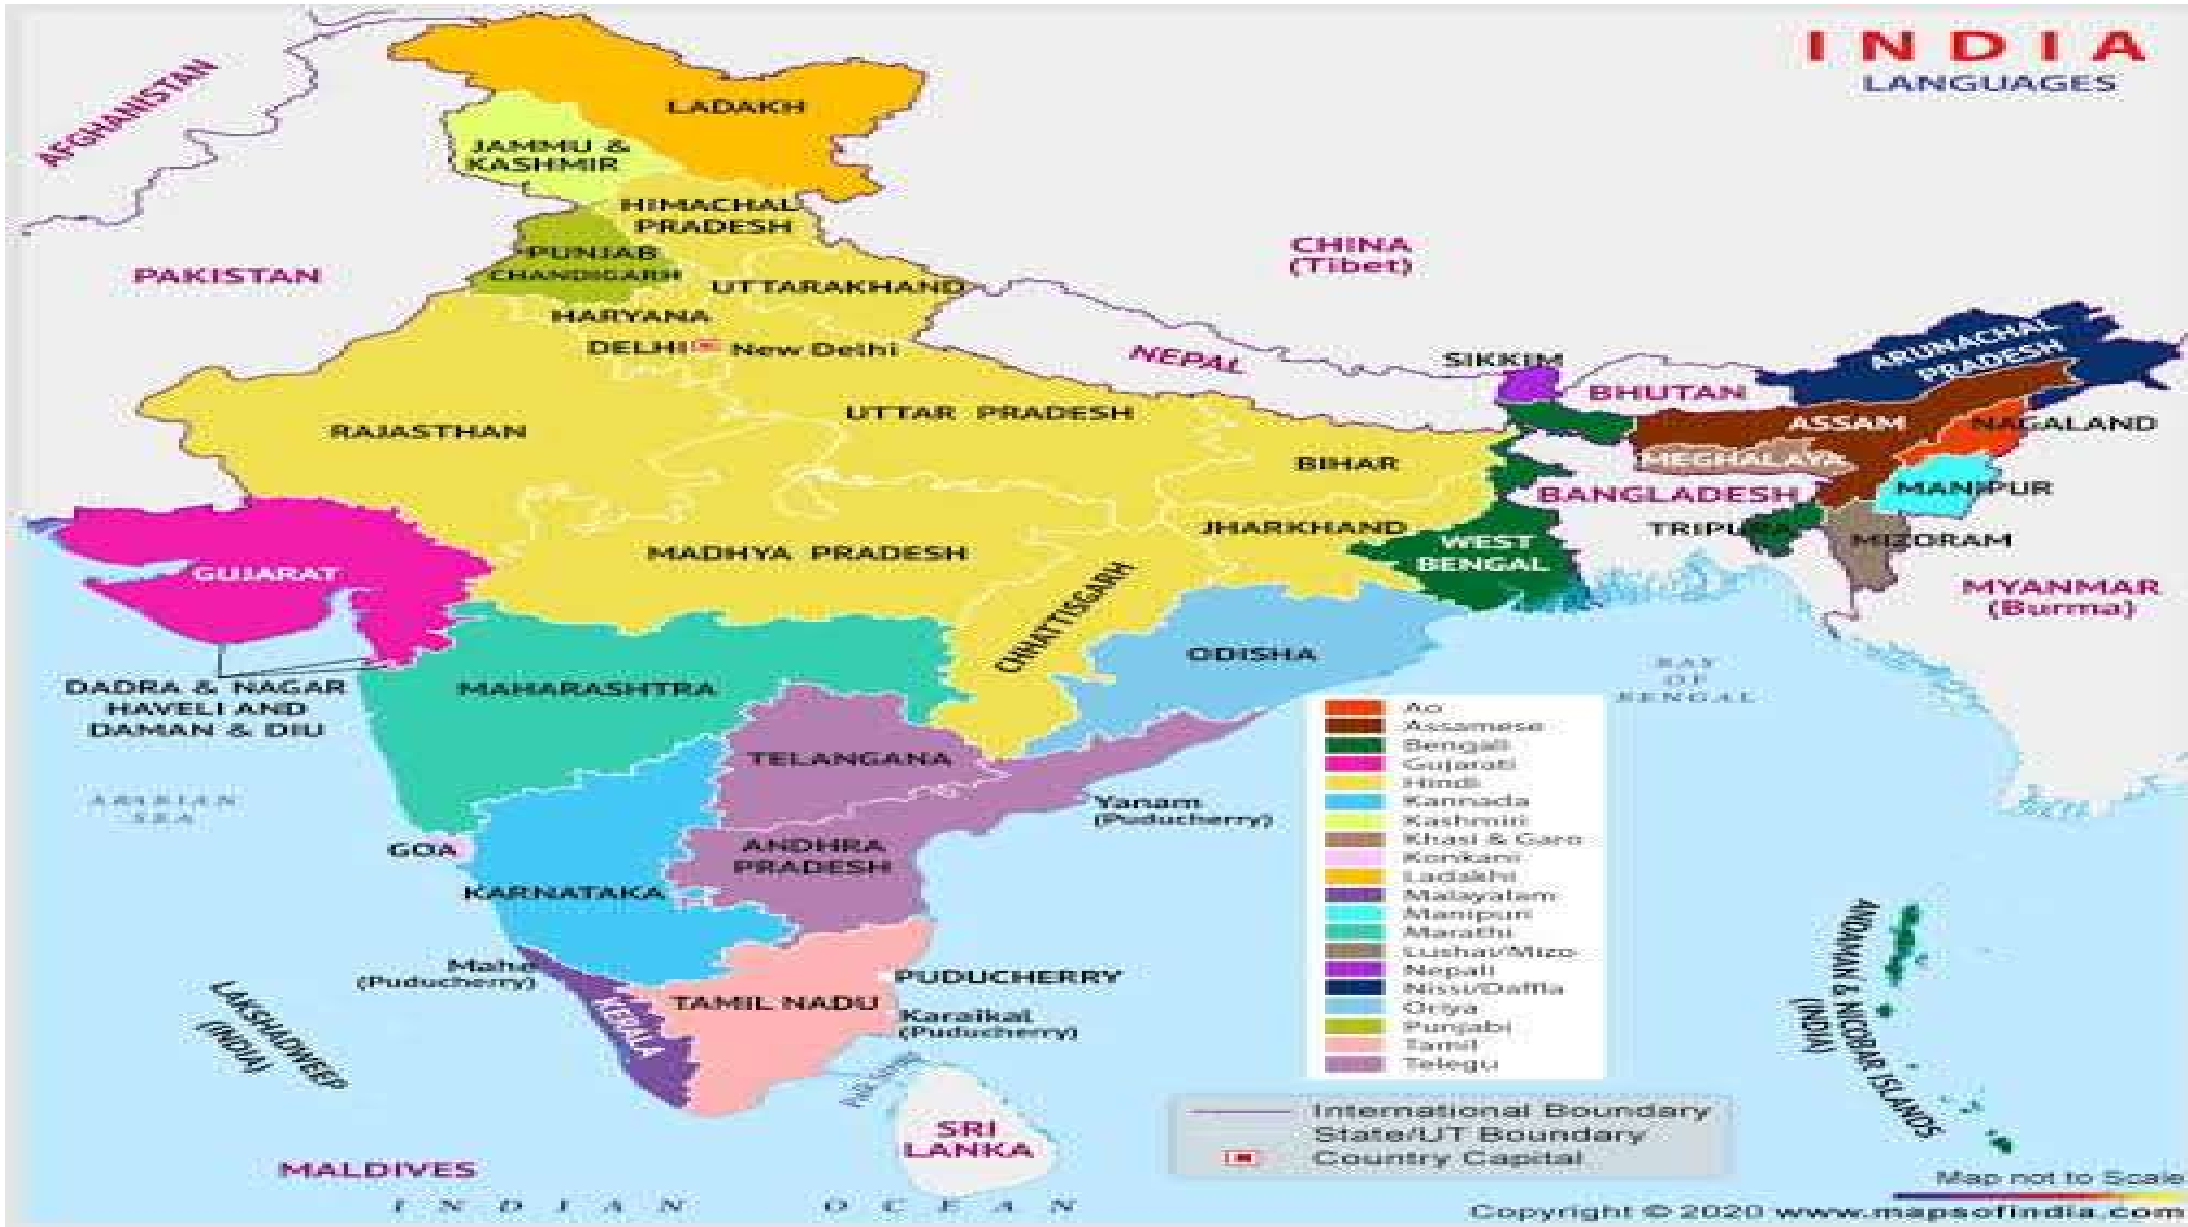 INDIA
LANGUAGES
AFGHANISTAN
LADAKH
JAMMU &
KASHMIR
HIMACHAL
PRADESH
PUNJAB
CHANDIGARH
PAKISTAN
CHINA
(Tibet)
UTTARAKHAND
HARYANA
DELHI
New Delhi
NEPAL
SIKKIM
BHUTAN
ARUNACHAL
PRADESH
RAJASTHAN
UTTAR PRADESH
ASSAM
NAGALAND
BIHAR
MEGHALAYA
BANGLADESH
MANIPUR
JHARKHAND
TRIPURA
MIZORAM
WEST
BENGAL
MADHYA PRADESH
GUJARAT
CHHATTISGARH
MYANMAR
(Burma)
ODISHA
BAY
OF
BENGAL
DADRA & NAGAR
HAVELI AND
DAMAN & DIU
MAHARASHTRA
TELANGANA
ARABIAN
SEA
Yanam
(Puducherry)
GOA
ANDHRA
PRADESH
KARNATAKA
Mahe
(Puducherry)
PUDUCHERRY
TAMIL NADU
Karaikal
(Puducherry)
KERALA
LAKSHADWEEP
(INDIA)
SRI
LANKA
MALDIVES
INDIAN OCEAN
ANDAMAN & NICOBAR ISLANDS
(INDIA)
Ao
Assamese
Bengali
Gujarati
Hindi
Kannada
Kashmiri
Khasi & Garo
Konkani
Ladakhi
Malayalam
Manipuri
Marathi
Lushai/Mizo
Nepali
Nissi/Daffla
Oriya
Punjabi
Tamil
Telegu
International Boundary
State/UT Boundary
Country Capital
Map not to Scale
Copyright © 2020 www.mapsofindia.com